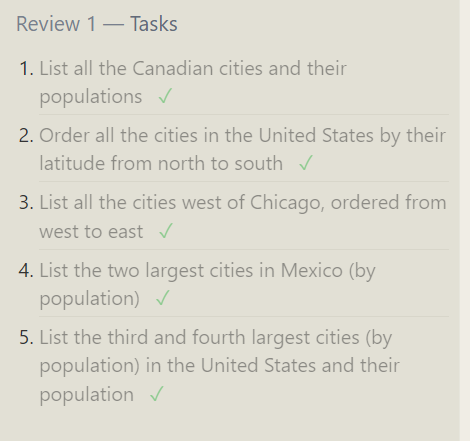 Review 1 — Tasks
1. List all the Canadian cities and their
populations ✓
2. Order all the cities in the United States by their
latitude from north to south ✓
3. List all the cities west of Chicago, ordered from
west to east ✓
4. List the two largest cities in Mexico (by
population) ✓
5. List the third and fourth largest cities (by
population) in the United States and their
population ✓